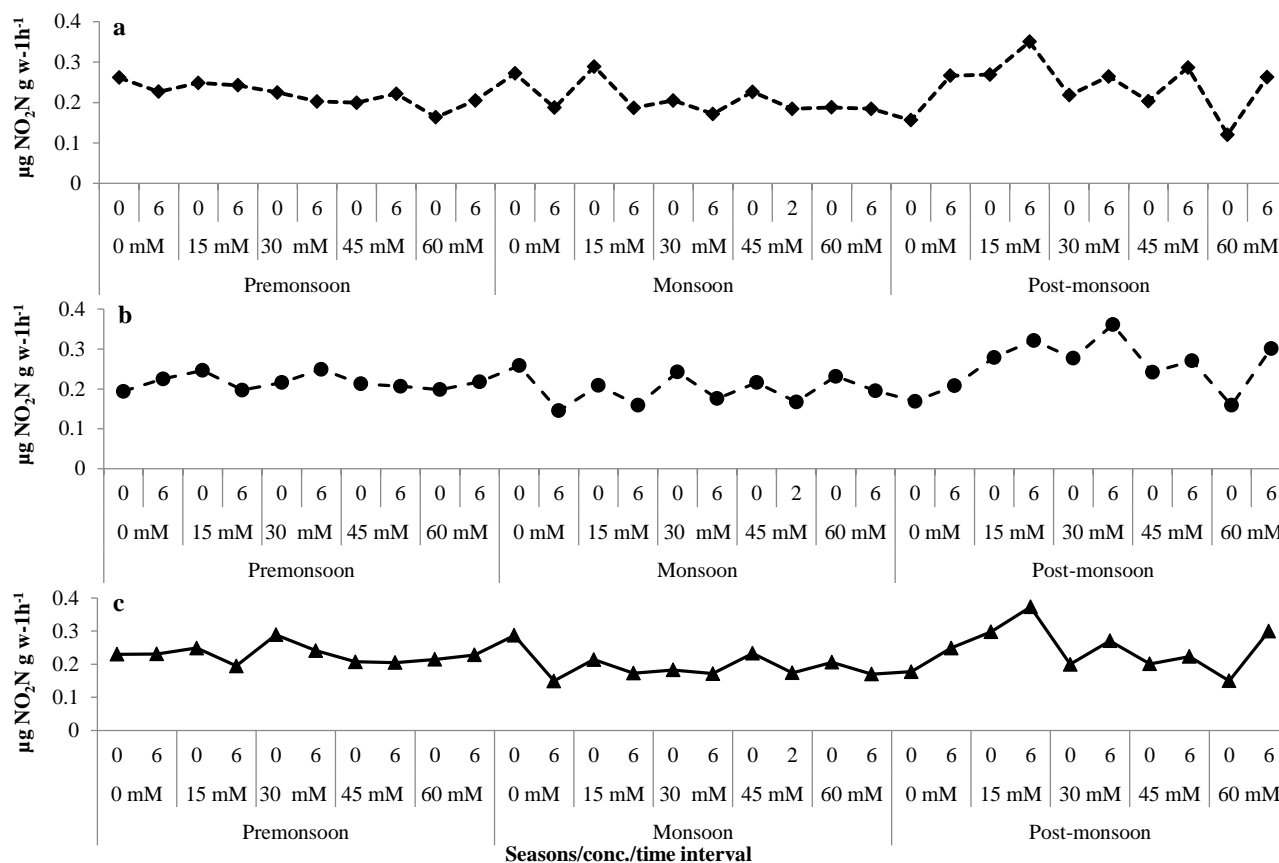 a
µg NO₂N g w-1h⁻¹
0.4
0.3
0.2
0.1
0
0 6 0 6 0 6 0 6 0 6 0 6 0 6 0 6 0 2 0 6 0 6 0 6 0 6 0 6 0 6
0 mM 15 mM 30 mM 45 mM 60 mM 0 mM 15 mM 30 mM 45 mM 60 mM 0 mM 15 mM 30 mM 45 mM 60 mM
Premonsoon Monsoon Post-monsoon
b
µg NO₂N g w-1h⁻¹
0.4
0.3
0.2
0.1
0
0 6 0 6 0 6 0 6 0 6 0 6 0 6 0 6 0 2 0 6 0 6 0 6 0 6 0 6 0 6
0 mM 15 mM 30 mM 45 mM 60 mM 0 mM 15 mM 30 mM 45 mM 60 mM 0 mM 15 mM 30 mM 45 mM 60 mM
Premonsoon Monsoon Post-monsoon
c
µg NO₂N g w-1h⁻¹
0.4
0.3
0.2
0.1
0
0 6 0 6 0 6 0 6 0 6 0 6 0 6 0 6 0 2 0 6 0 6 0 6 0 6 0 6 0 6
0 mM 15 mM 30 mM 45 mM 60 mM 0 mM 15 mM 30 mM 45 mM 60 mM 0 mM 15 mM 30 mM 45 mM 60 mM
Premonsoon Monsoon Post-monsoon
Seasons/conc./time interval